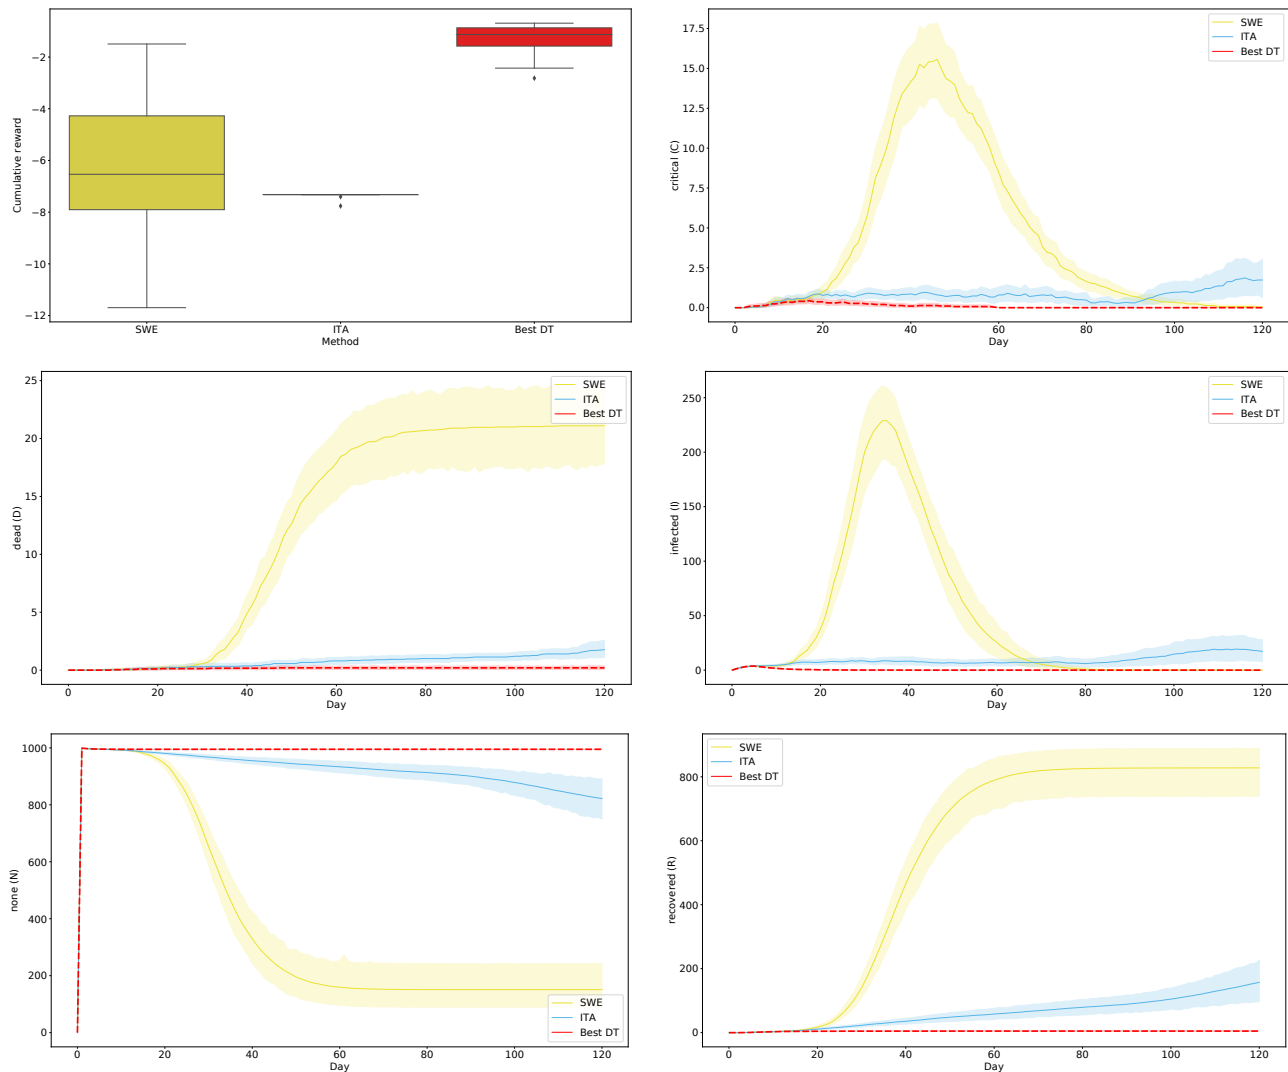 Cumulative reward
−2
−4
−6
−8
−10
−12
SWE
ITA
Best DT
Method
critical (C)
17.5
15.0
12.5
10.0
7.5
5.0
2.5
0.0
0
20
40
60
80
100
120
Day
SWE
ITA
Best DT
dead (D)
25
20
15
10
5
0
0
20
40
60
80
100
120
Day
SWE
ITA
Best DT
infected (I)
250
200
150
100
50
0
0
20
40
60
80
100
120
Day
SWE
ITA
Best DT
none (N)
1000
800
600
400
200
0
0
20
40
60
80
100
120
Day
SWE
ITA
Best DT
recovered (R)
800
600
400
200
0
0
20
40
60
80
100
120
Day
SWE
ITA
Best DT